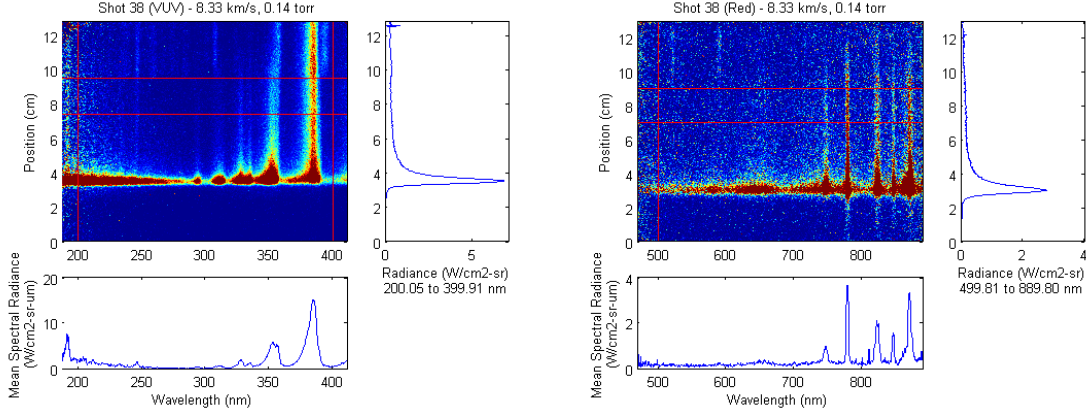 Shot 38 (VUV) - 8.33 km/s, 0.14 torr
Position (cm)
12
10
8
6
4
2
0
200 250 300 350 400
12
10
8
6
4
2
0
0 5
Radiance (W/cm2-sr)
200.05 to 399.91 nm
Mean Spectral Radiance
(W/cm2-sr-um)
20
10
0
200 250 300 350 400
Wavelength (nm)
Shot 38 (Red) - 8.33 km/s, 0.14 torr
Position (cm)
12
10
8
6
4
2
0
500 600 700 800
12
10
8
6
4
2
0
0 2 4
Radiance (W/cm2-sr)
499.81 to 889.80 nm
Mean Spectral Radiance
(W/cm2-sr-um)
4
2
0
500 600 700 800
Wavelength (nm)